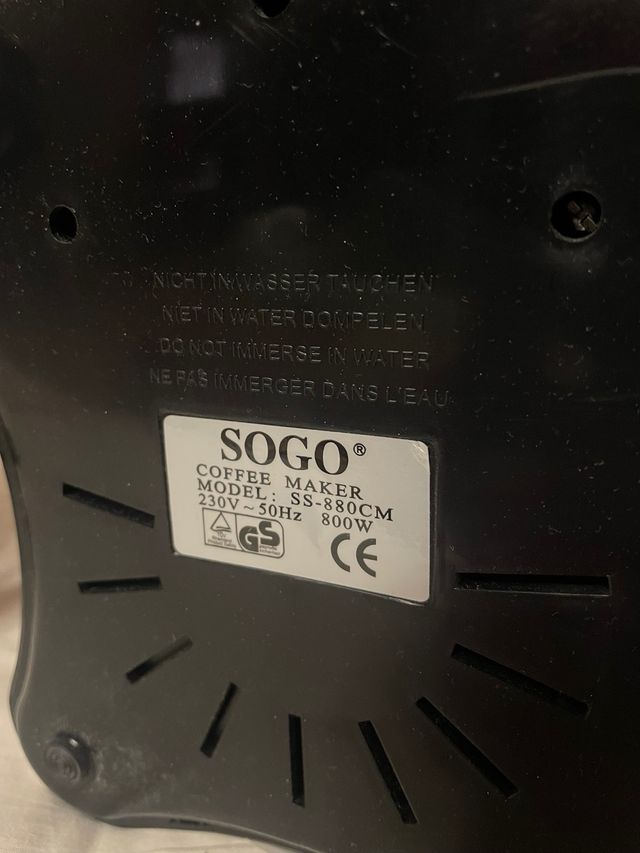 NICHT IN WASSER TAUCHEN
NIET IN WATER DOMPELEN
DO NOT IMMERSE IN WATER
NE PAS IMMERGER DANS L'EAU
SOGO®
COFFEE MAKER
MODEL: SS-880CM
230V~50Hz 800W
TÜV
GS
CE